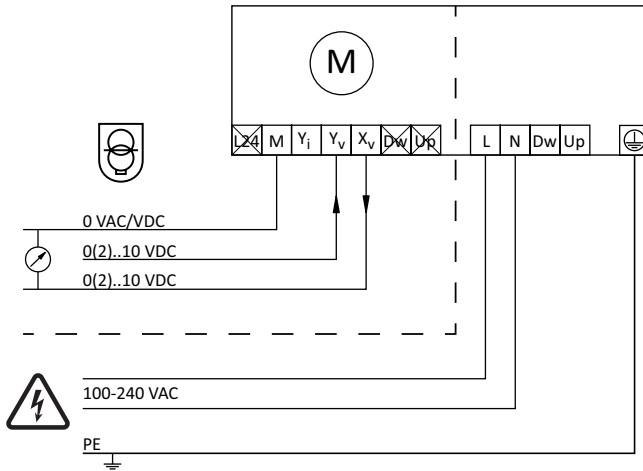 M
L24 M Yi Yv Xv Dw Up L N Dw Up
0 VAC/VDC
0(2)..10 VDC
0(2)..10 VDC
100-240 VAC
PE